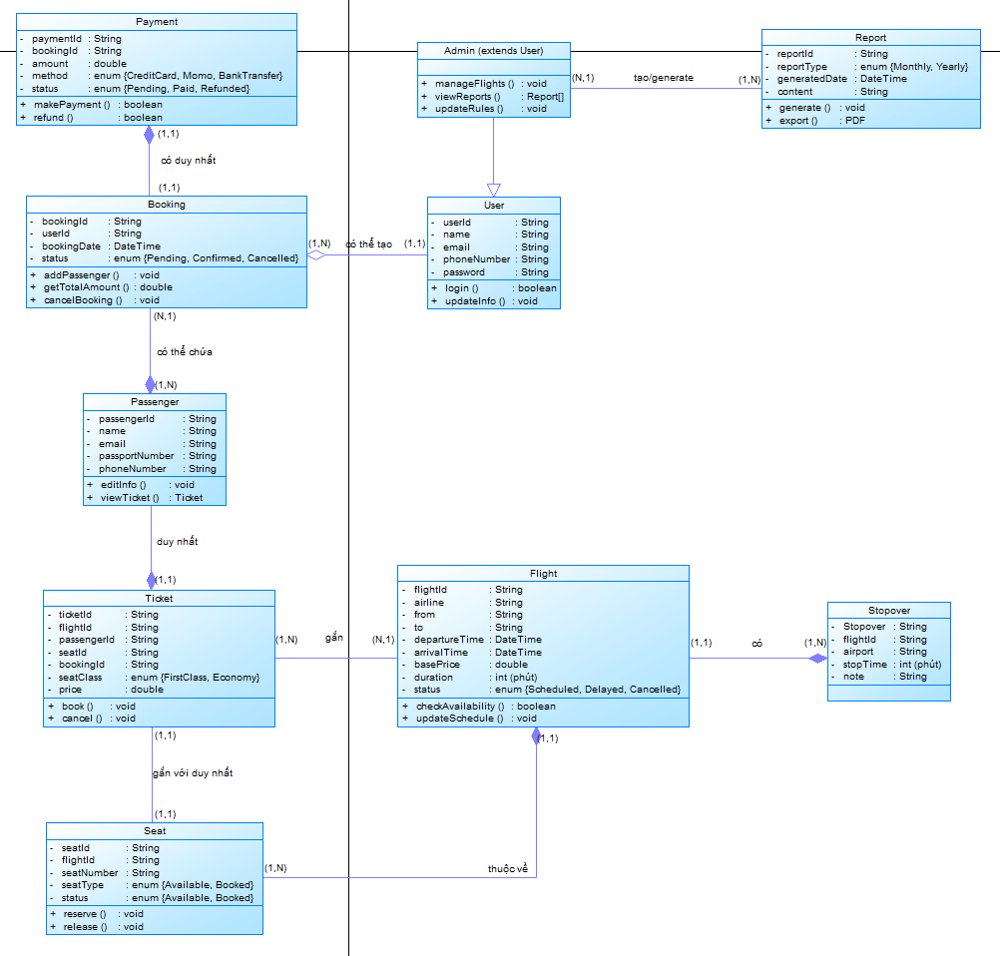 Payment
- paymentId : String
- bookingId : String
- amount : double
- method : enum {CreditCard, Momo, BankTransfer}
- status : enum {Pending, Paid, Refunded}
+ makePayment () : boolean
+ refund () : boolean
(1,1)
có duy nhất
(1,1)
Admin (extends User)
+ manageFlights () : void
+ viewReports () : Report[]
+ updateRules () : void
(N,1)
tạo/generate
(1,N)
Report
- reportId : String
- reportType : enum {Monthly, Yearly}
- generatedDate : DateTime
- content : String
+ generate () : void
+ export () : PDF
Booking
- bookingId : String
- userId : String
- bookingDate : DateTime
- status : enum {Pending, Confirmed, Cancelled}
+ addPassenger () : void
+ getTotalAmount () : double
+ cancelBooking () : void
(1,N)
có thể tạo
(1,1)
User
- userId : String
- name : String
- email : String
- phoneNumber : String
- password : String
+ login () : boolean
+ updateInfo () : void
(N,1)
có thể chứa
(1,N)
Passenger
- passengerId : String
- name : String
- email : String
- passportNumber : String
- phoneNumber : String
+ editInfo () : void
+ viewTicket () : Ticket
duy nhất
(1,1)
Ticket
- ticketId : String
- flightId : String
- passengerId : String
- seatId : String
- bookingId : String
- seatClass : enum {FirstClass, Economy}
- price : double
+ book () : void
+ cancel () : void
(1,N)
gắn
(N,1)
Flight
- flightId : String
- airline : String
- from : String
- to : String
- departureTime : DateTime
- arrivalTime : DateTime
- basePrice : double
- duration : int (phút)
- status : enum {Scheduled, Delayed, Cancelled}
+ checkAvailability () : boolean
+ updateSchedule () : void
(1,1)
có
(1,N)
Stopover
- Stopover : String
- flightId : String
- airport : String
- stopTime : int (phút)
- note : String
(1,1)
gắn với duy nhất
(1,1)
(1,1)
Seat
- seatId : String
- flightId : String
- seatNumber : String
- seatType : enum {Available, Booked}
- status : enum {Available, Booked}
+ reserve () : void
+ release () : void
(1,N)
thuộc về